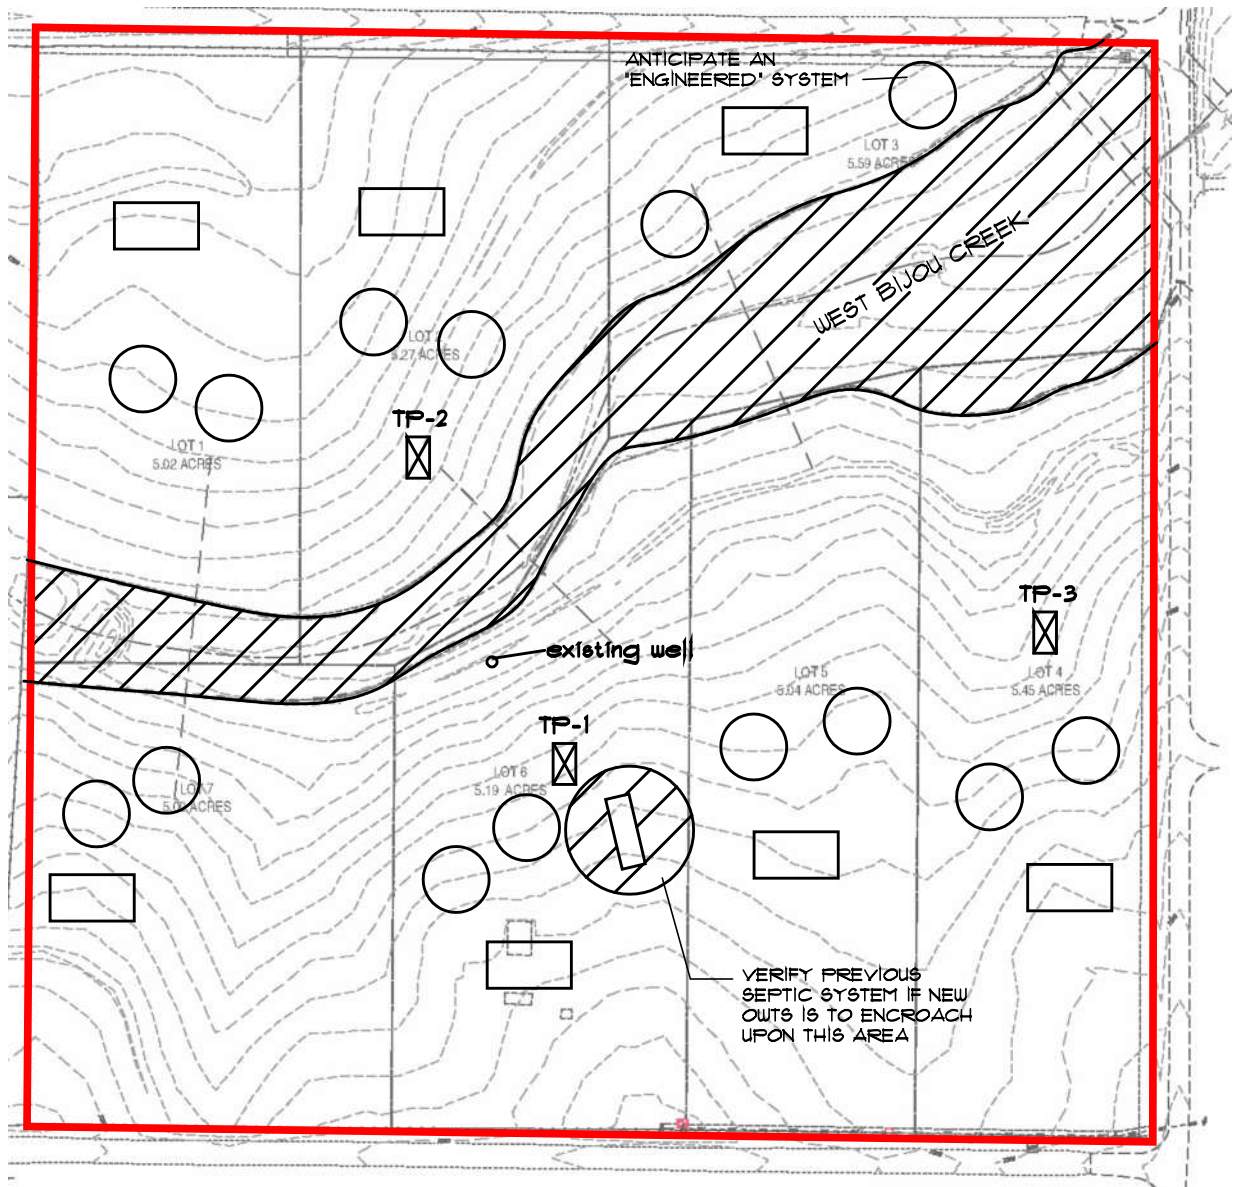 ANTICIPATE AN
"ENGINEERED" SYSTEM
LOT 3
5.59 ACRES
WEST BIJOU CREEK
LOT
5.27 ACRES
TP-2
LOT 1
5.02 ACRES
TP-3
existing well
LOT 5
5.04 ACRES
LOT 4
5.45 ACRES
TP-1
LOT 6
5.19 ACRES
LOT 7
ACRES
VERIFY PREVIOUS
SEPTIC SYSTEM IF NEW
OWTS IS TO ENCROACH
UPON THIS AREA